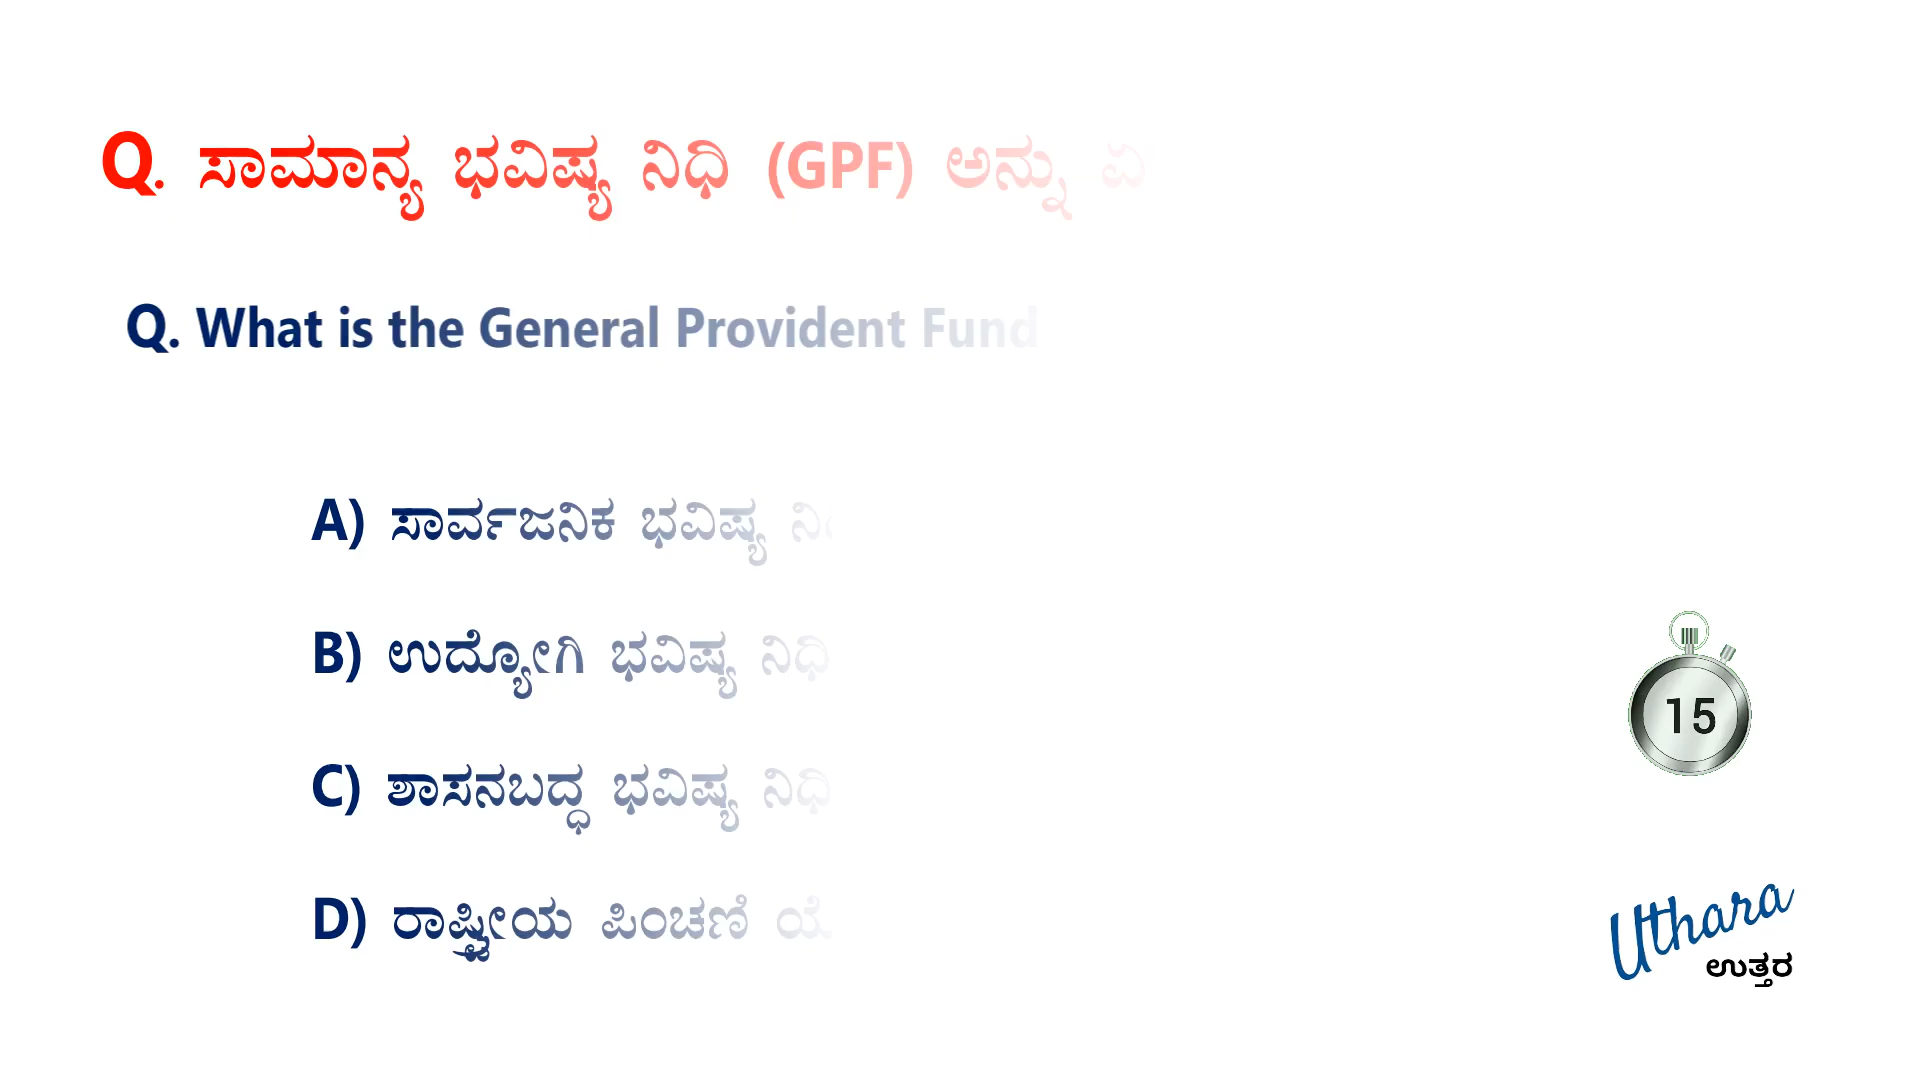 Q. ಸಾಮಾನ್ಯ ಭವಿಷ್ಯ ನಿಧಿ (GPF) ಅನ್ನು
Q. What is the General Provident Fund
A) ಸಾರ್ವಜನಿಕ ಭವಿಷ್ಯ
B) ಉದ್ಯೋಗಿ ಭವಿಷ್ಯ ನಿಧಿ
C) ಶಾಸನಬದ್ಧ ಭವಿಷ್ಯ ನಿಧಿ
D) ರಾಷ್ಟ್ರೀಯ ಪಿಂಚಣಿ
15
Uthara
ಉತ್ತರ